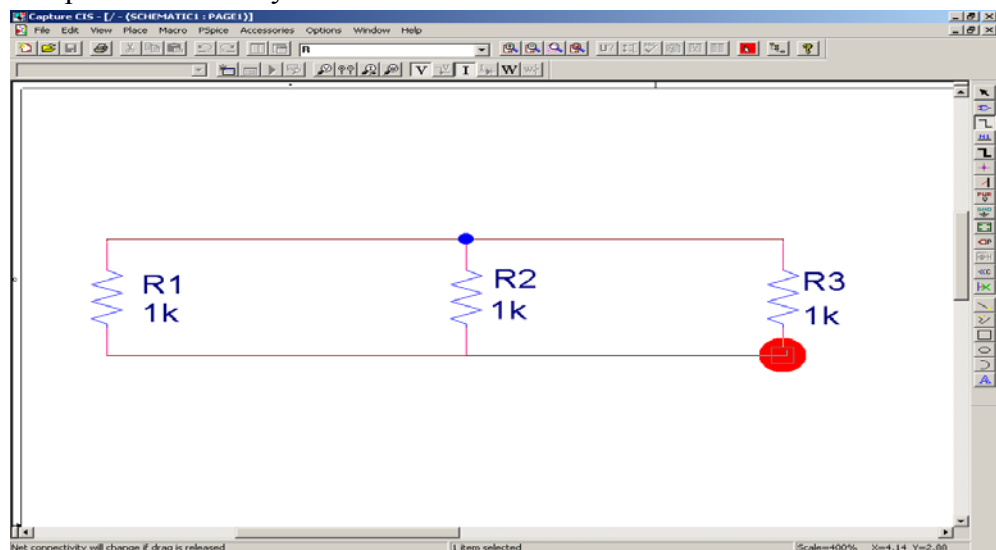 Capture CIS - [/ - (SCHEMATIC1 : PAGE1)]
File Edit View Place Macro PSpice Accessories Options Window Help
R
U?
V I W
R1
1k
R2
1k
R3
1k
Net connectivity will change if drag is released 1 item selected Scale=400% X=4.14 Y=2.00